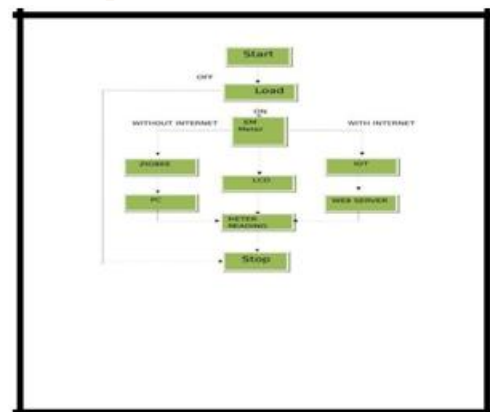 Start
OFF
Load
ON
WITHOUT INTERNET
EM
Meter
WITH INTERNET
ZIGBEE
IOT
LCD
PC
WEB SERVER
METER
READING
Stop